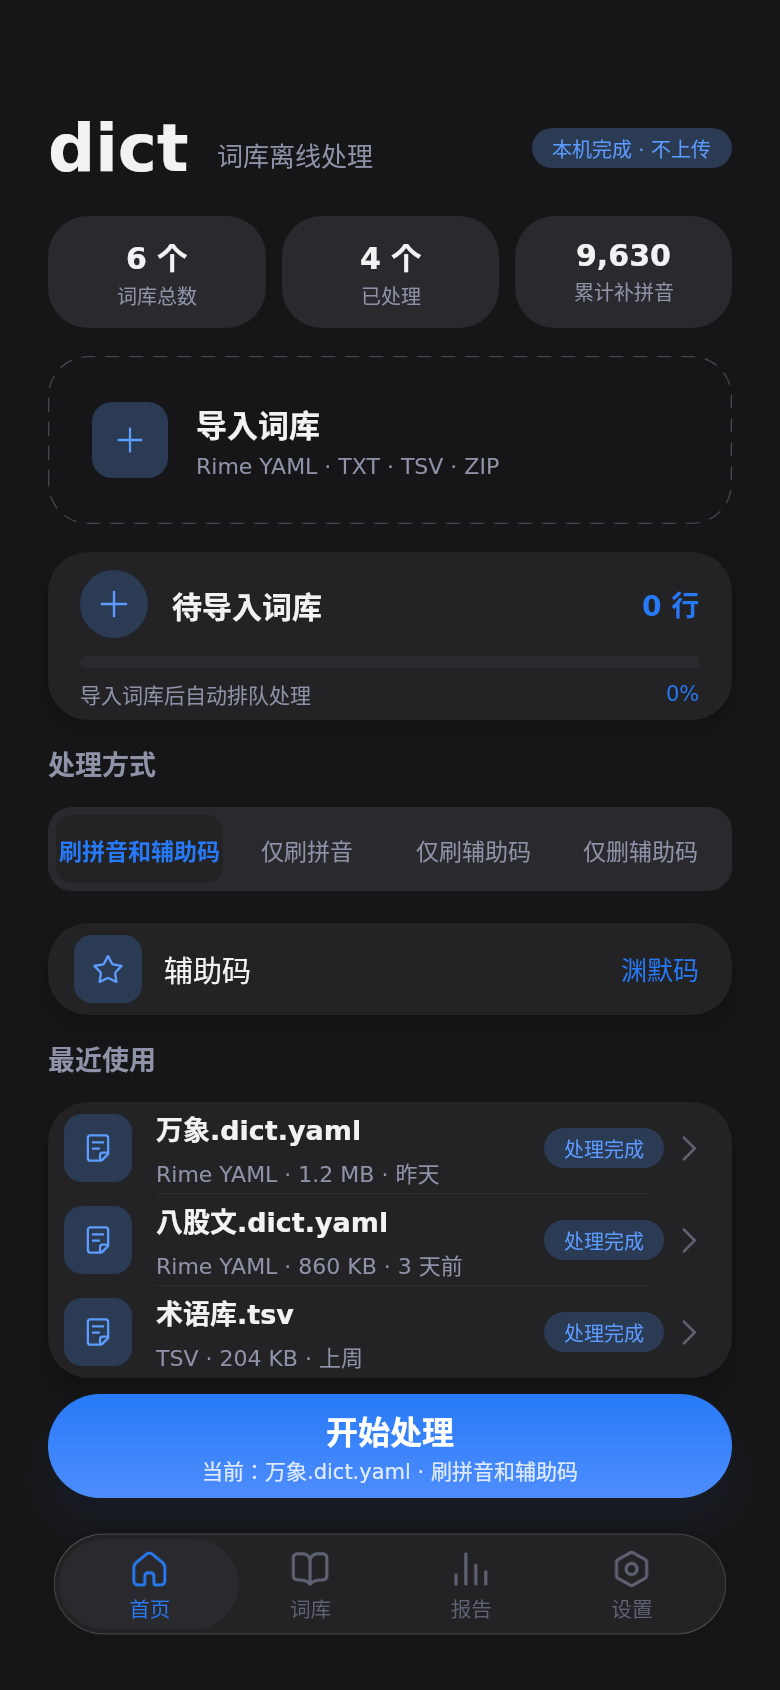 dict 词库离线处理 本机完成 · 不上传
6 个 4 个 9,630
词库总数 已处理 累计补拼音
导入词库
Rime YAML · TXT · TSV · ZIP
待导入词库 0 行
导入词库后自动排队处理 0%
处理方式
刷拼音和辅助码 仅刷拼音 仅刷辅助码 仅删辅助码
辅助码 渊默码
最近使用
万象.dict.yaml 处理完成
Rime YAML · 1.2 MB · 昨天
八股文.dict.yaml 处理完成
Rime YAML · 860 KB · 3 天前
术语库.tsv 处理完成
TSV · 204 KB · 上周
开始处理
当前：万象.dict.yaml · 刷拼音和辅助码
首页 词库 报告 设置